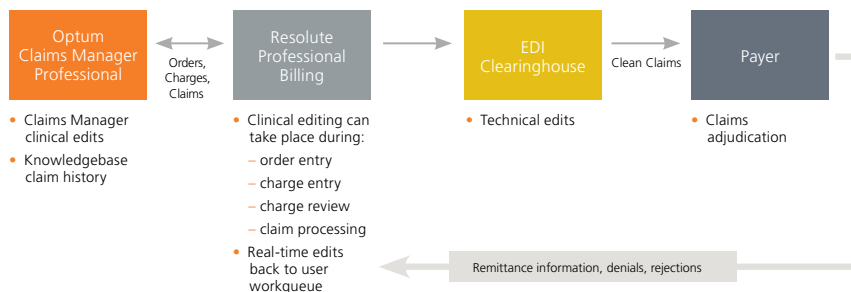 Optum
Claims Manager
Professional
Orders,
Charges,
Claims
Resolute
Professional
Billing
EDI
Clearinghouse
Clean Claims
Payer
• Claims Manager
clinical edits
• Knowledgebase
claim history
• Clinical editing can
take place during:
– order entry
– charge entry
– charge review
– claim processing
• Real-time edits
back to user
workqueue
• Technical edits
• Claims
adjudication
Remittance information, denials, rejections